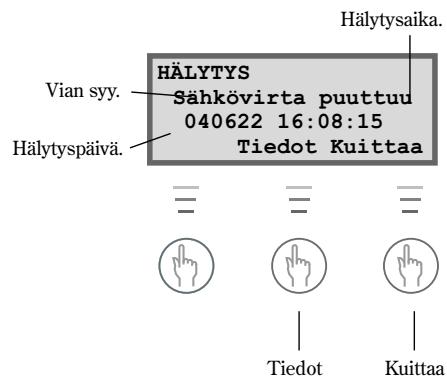 Hälytysaika.
Vian syy.
Hälytyspäivä.
HÄLYTYS
Sähkövirta puuttuu
040622 16:08:15
Tiedot Kuittaa
Tiedot
Kuittaa